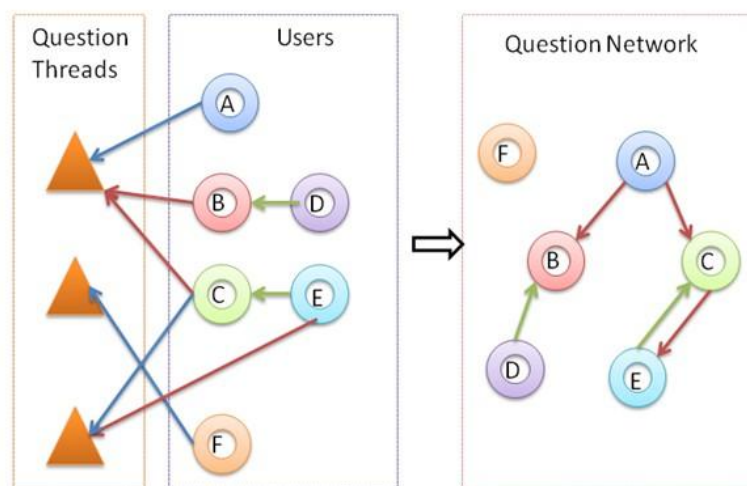 Question
Threads
Users
A
B
D
C
E
F
Question Network
F
A
B
C
D
E